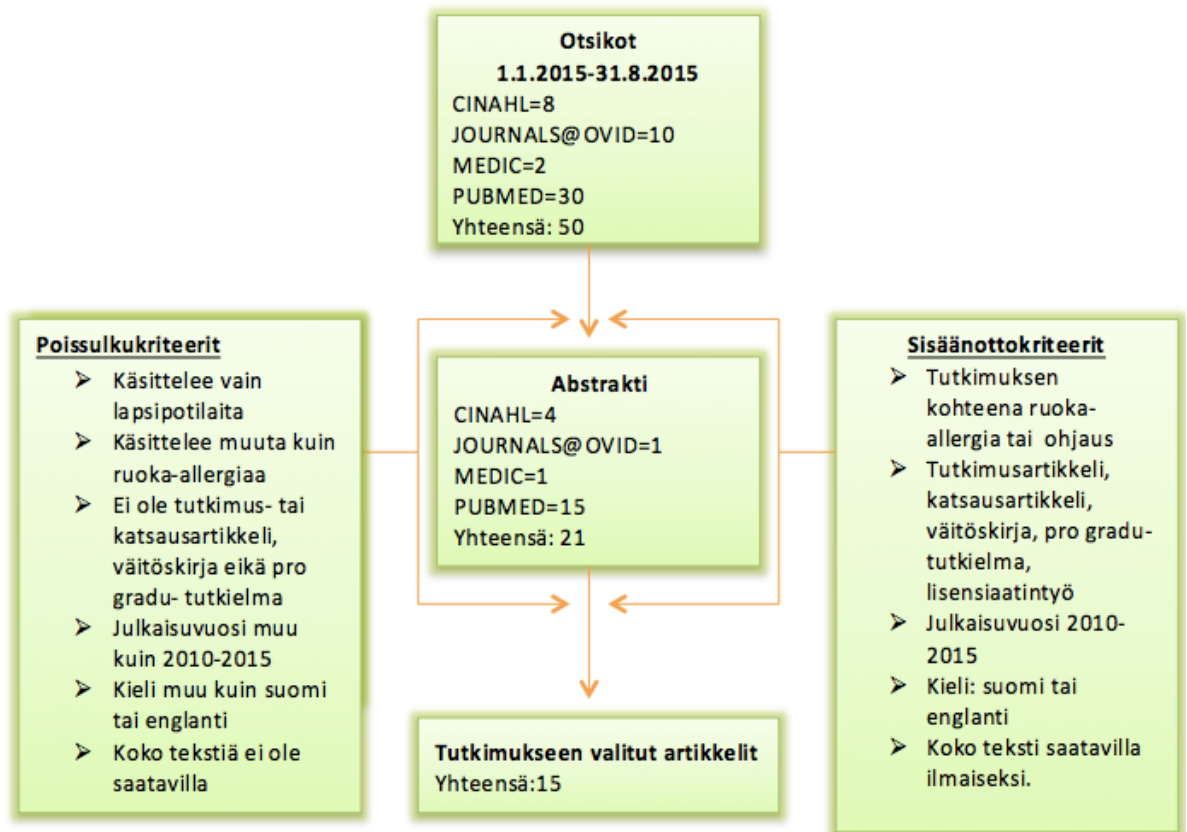 Otsikot
1.1.2015-31.8.2015
CINAHL=8
JOURNALS@OVID=10
MEDIC=2
PUBMED=30
Yhteensä: 50
Poissulkukriteerit
➢ Käsittelee vain
lapsipotilaita
➢ Käsittelee muuta kuin
ruoka-allergiaa
➢ Ei ole tutkimus- tai
katsausartikkeli,
väitöskirja eikä pro
gradu- tutkielma
➢ Julkaisuvuosi muu
kuin 2010-2015
➢ Kieli muu kuin suomi
tai englanti
➢ Koko tekstiä ei ole
saatavilla
Abstrakti
CINAHL=4
JOURNALS@OVID=1
MEDIC=1
PUBMED=15
Yhteensä: 21
Sisäänottokriteerit
➢ Tutkimuksen
kohteena ruoka-
allergia tai ohjaus
➢ Tutkimusartikkeli,
katsausartikkeli,
väitöskirja, pro gradu-
tutkielma,
lisensiaatintyö
➢ Julkaisuvuosi 2010-
2015
➢ Kieli: suomi tai
englanti
➢ Koko teksti saatavilla
ilmaiseksi.
Tutkimukseen valitut artikkelit
Yhteensä:15